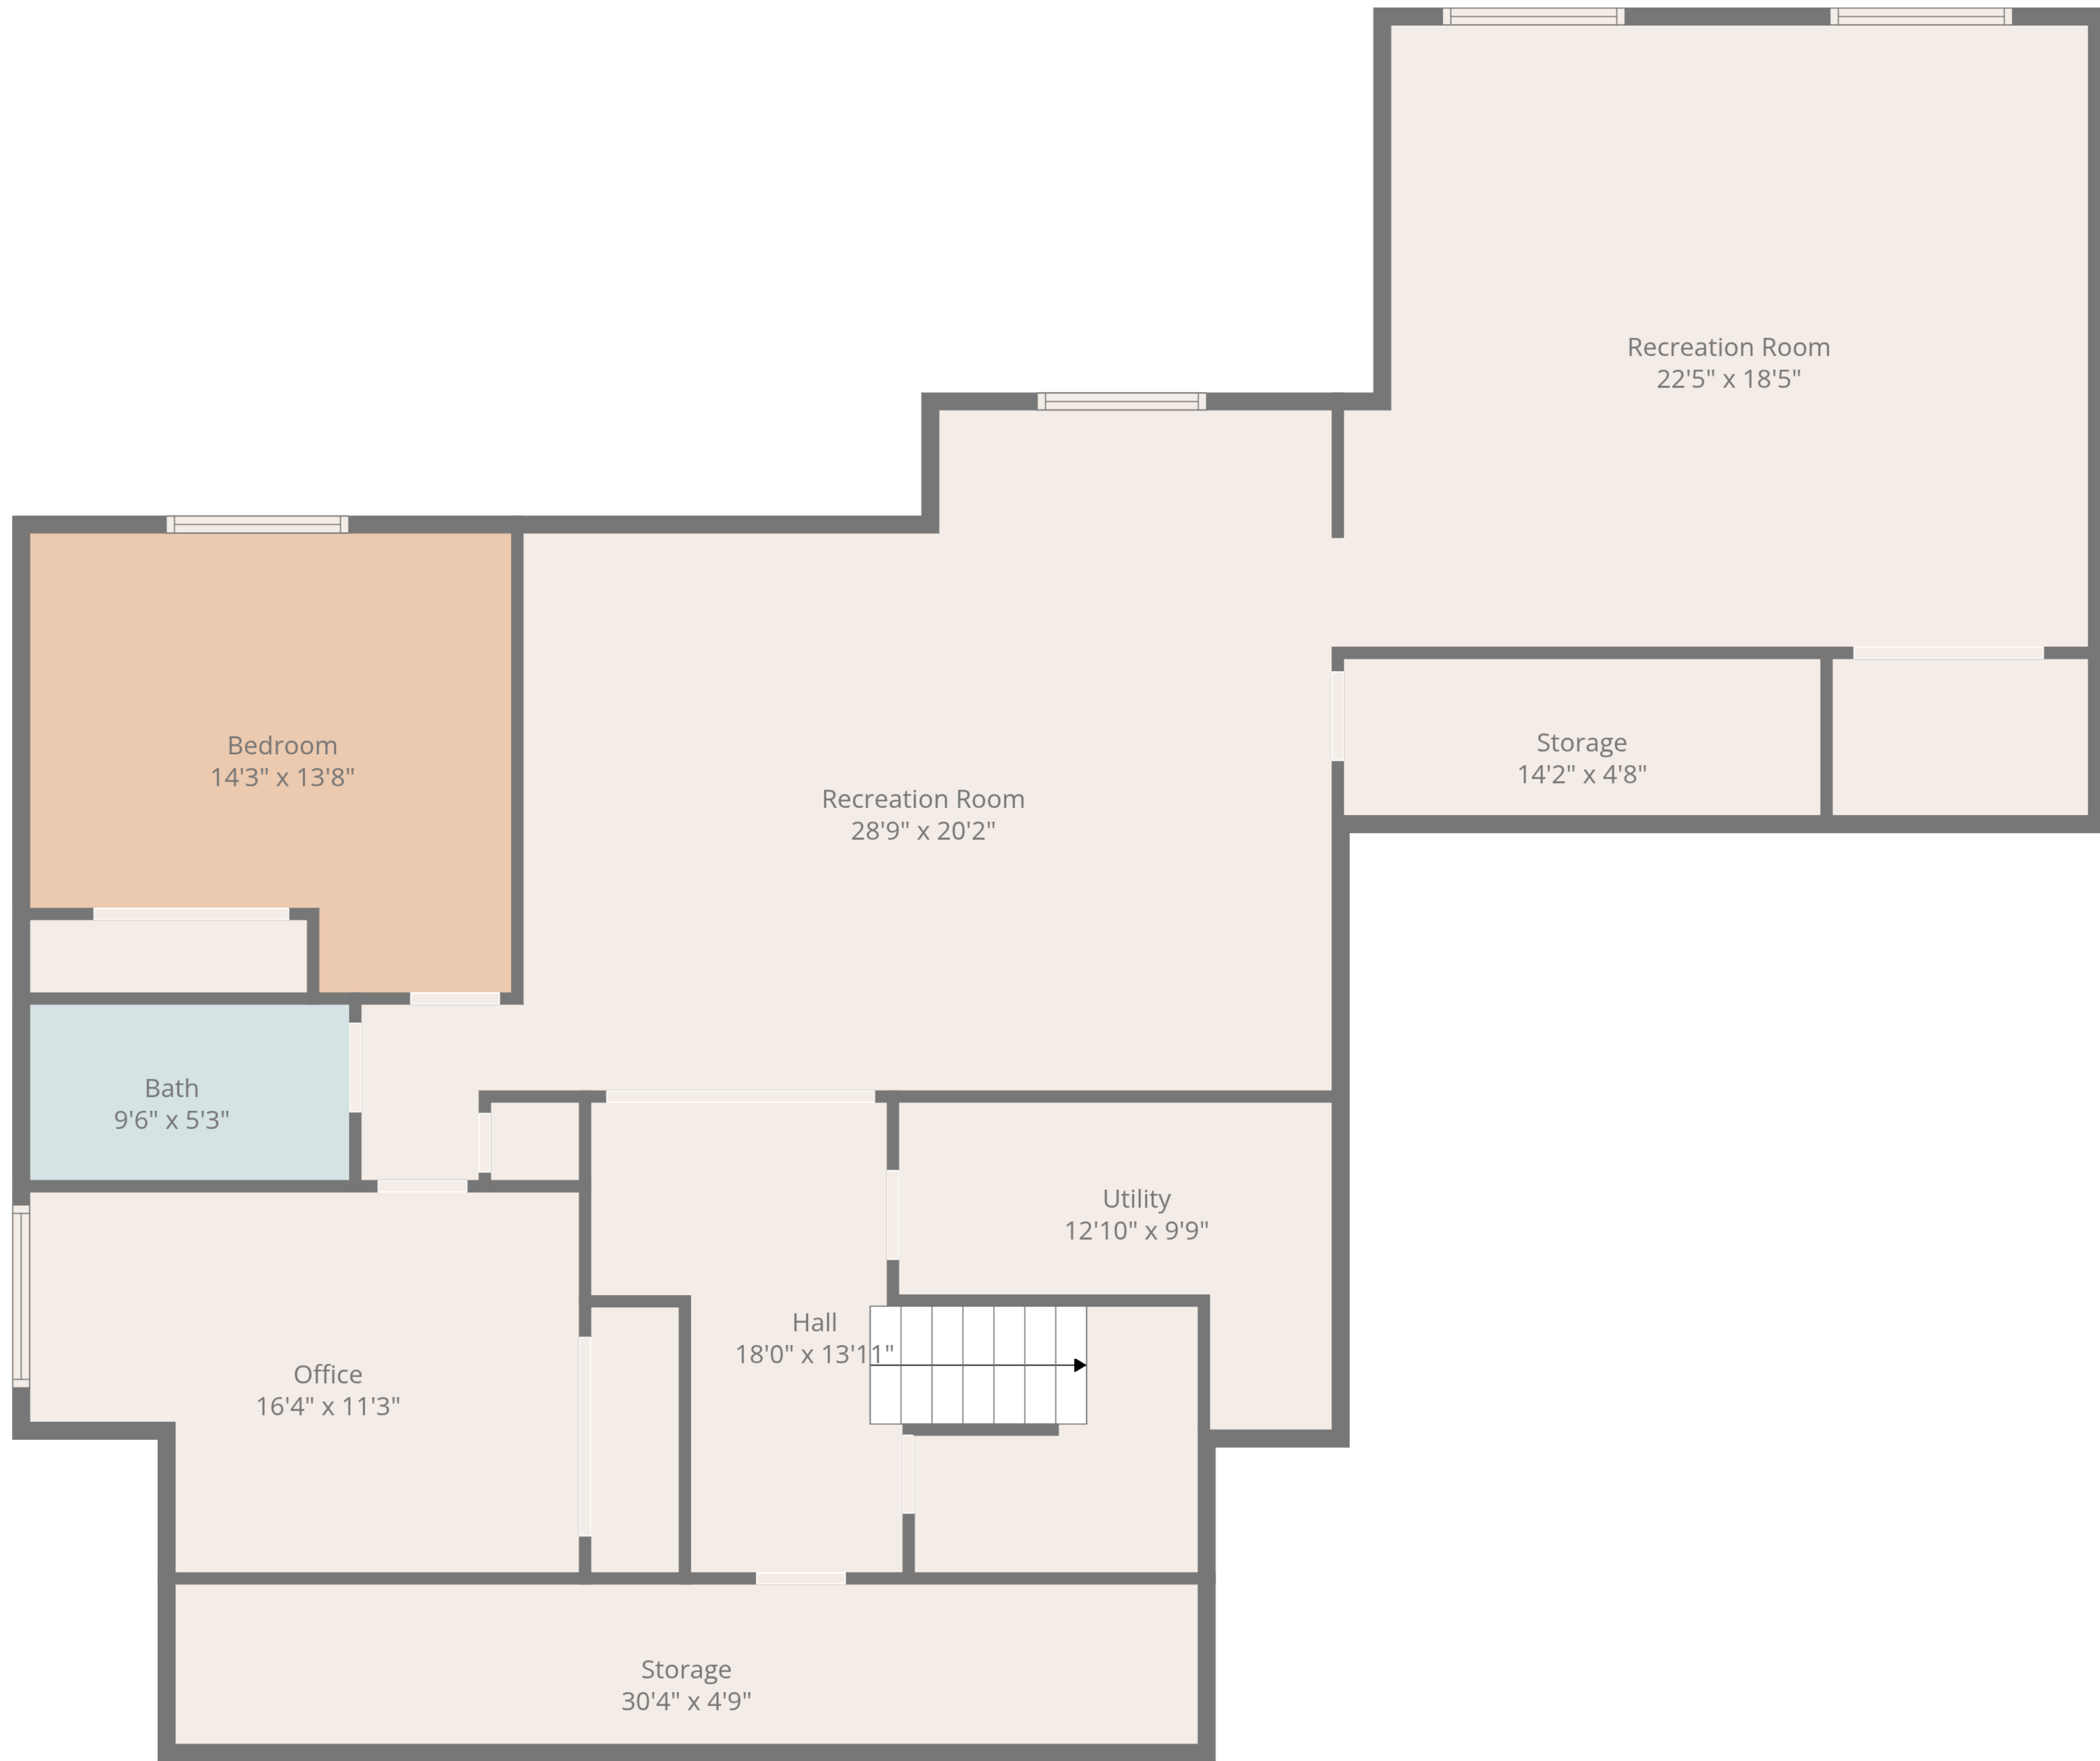 Recreation Room
22'5" x 18'5"
Bedroom
14'3" x 13'8"
Storage
14'2" x 4'8"
Recreation Room
28'9" x 20'2"
Bath
9'6" x 5'3"
Utility
12'10" x 9'9"
Hall
18'0" x 13'11"
Office
16'4" x 11'3"
Storage
30'4" x 4'9"